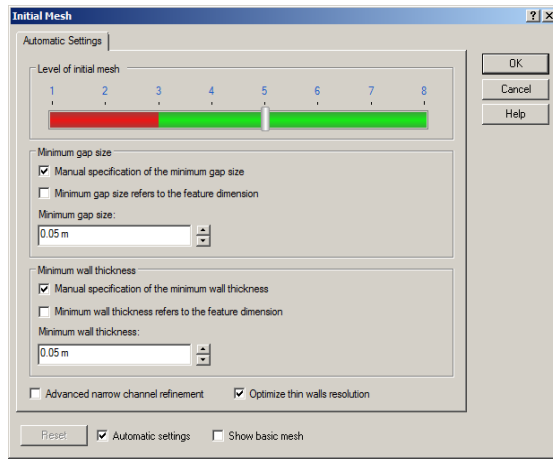 Initial Mesh
Automatic Settings
OK
Cancel
Help
Level of initial mesh
1 2 3 4 5 6 7 8
Minimum gap size
Manual specification of the minimum gap size
Minimum gap size refers to the feature dimension
Minimum gap size:
0.05 m
Minimum wall thickness
Manual specification of the minimum wall thickness
Minimum wall thickness refers to the feature dimension
Minimum wall thickness:
0.05 m
Advanced narrow channel refinement Optimize thin walls resolution
Reset Automatic settings Show basic mesh